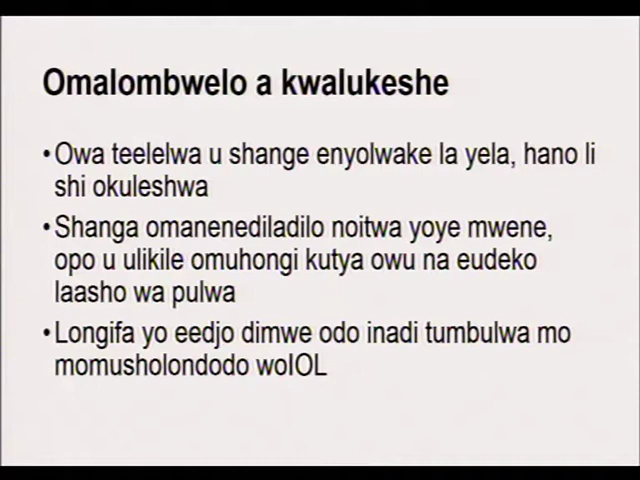 Omalombwelo a kwalukeshe
• Owa teelelwa u shange enyolwake la yela, hano li
shi okuleshwa
• Shanga omanenediladilo noitwa yoye mwene,
opo u ulikile omuhongi kutya owu na eudeko
laasho wa pulwa
• Longifa yo eedjo dimwe odo inadi tumbulwa mo
momusholondodo woIOL